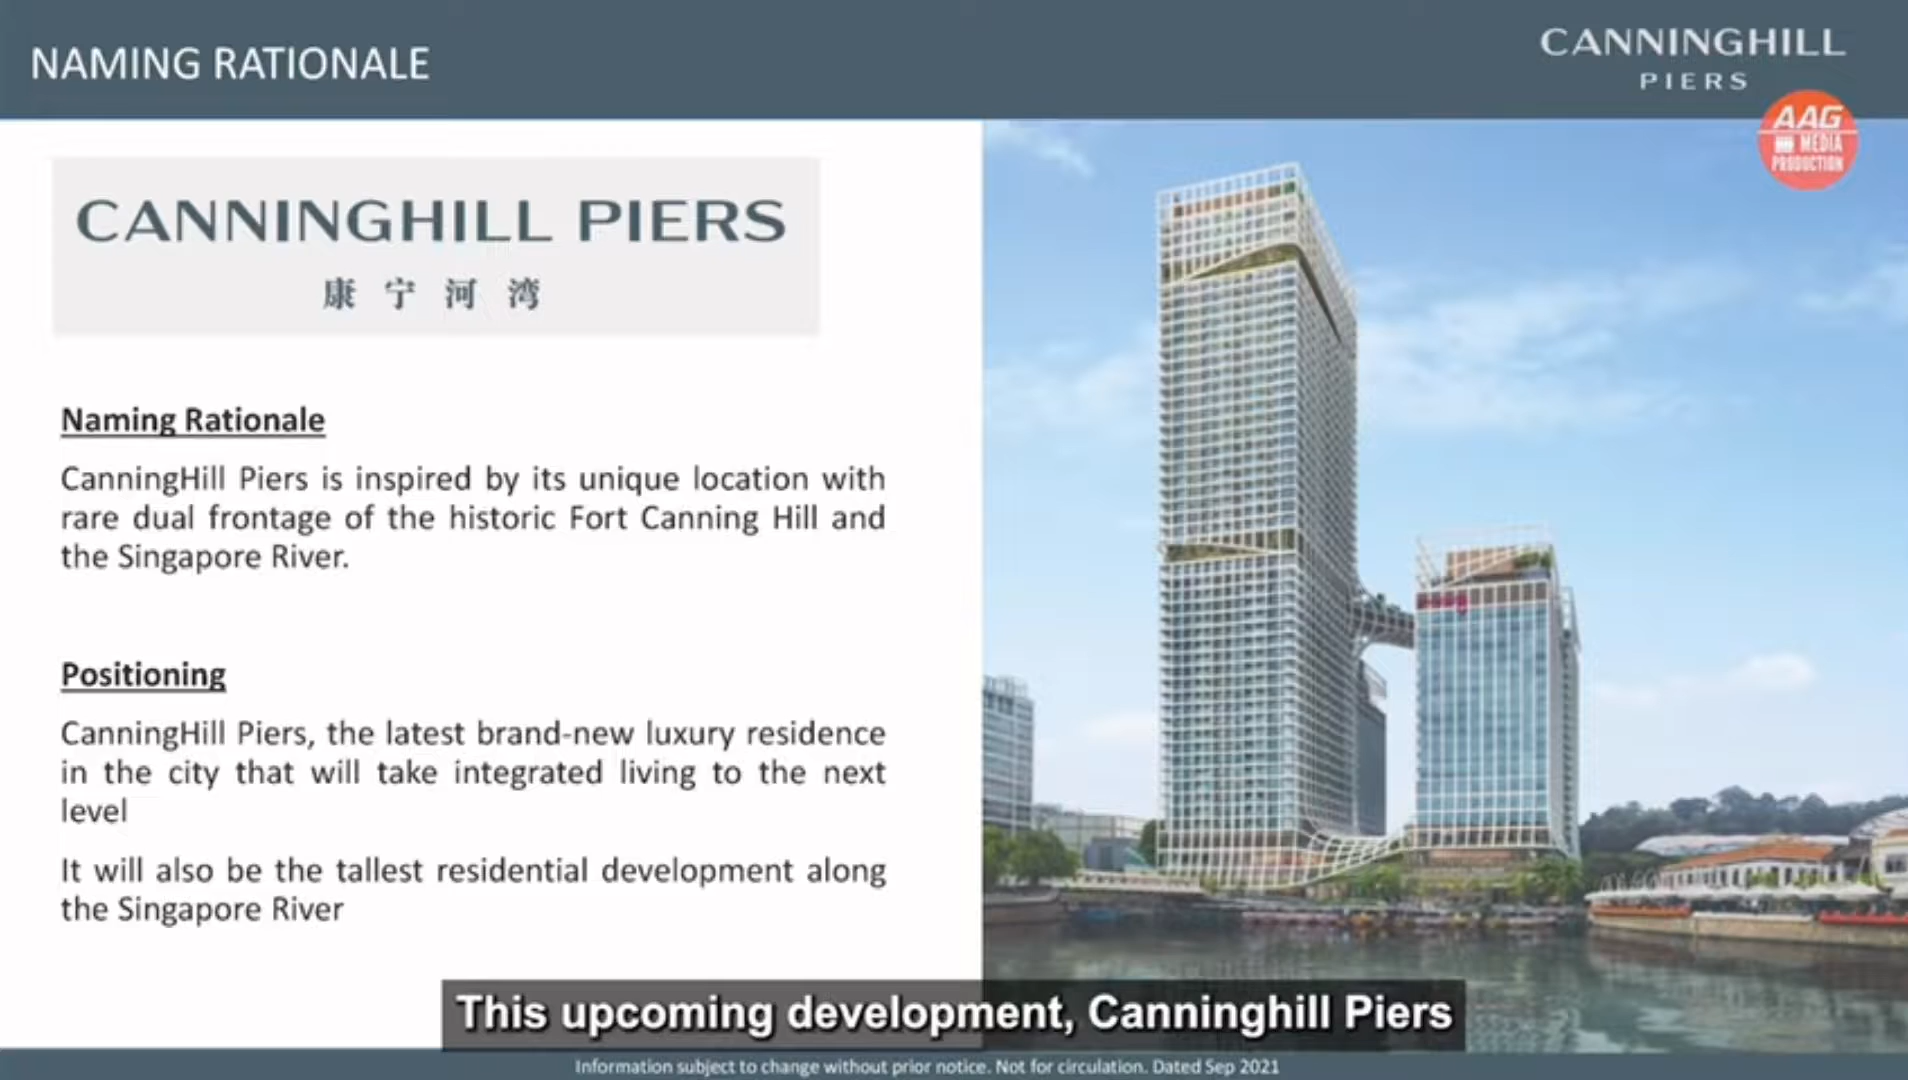 NAMING RATIONALE
CANNINGHILL
PIERS
AAG
MEDIA
PRODUCTION
CANNINGHILL PIERS
康宁河湾
Naming Rationale
CanningHill Piers is inspired by its unique location with
rare dual frontage of the historic Fort Canning Hill and
the Singapore River.
Positioning
CanningHill Piers, the latest brand-new luxury residence
in the city that will take integrated living to the next
level
It will also be the tallest residential development along
the Singapore River
This upcoming development, Canninghill Piers
Information subject to change without prior notice. Not for circulation. Dated Sep 2021